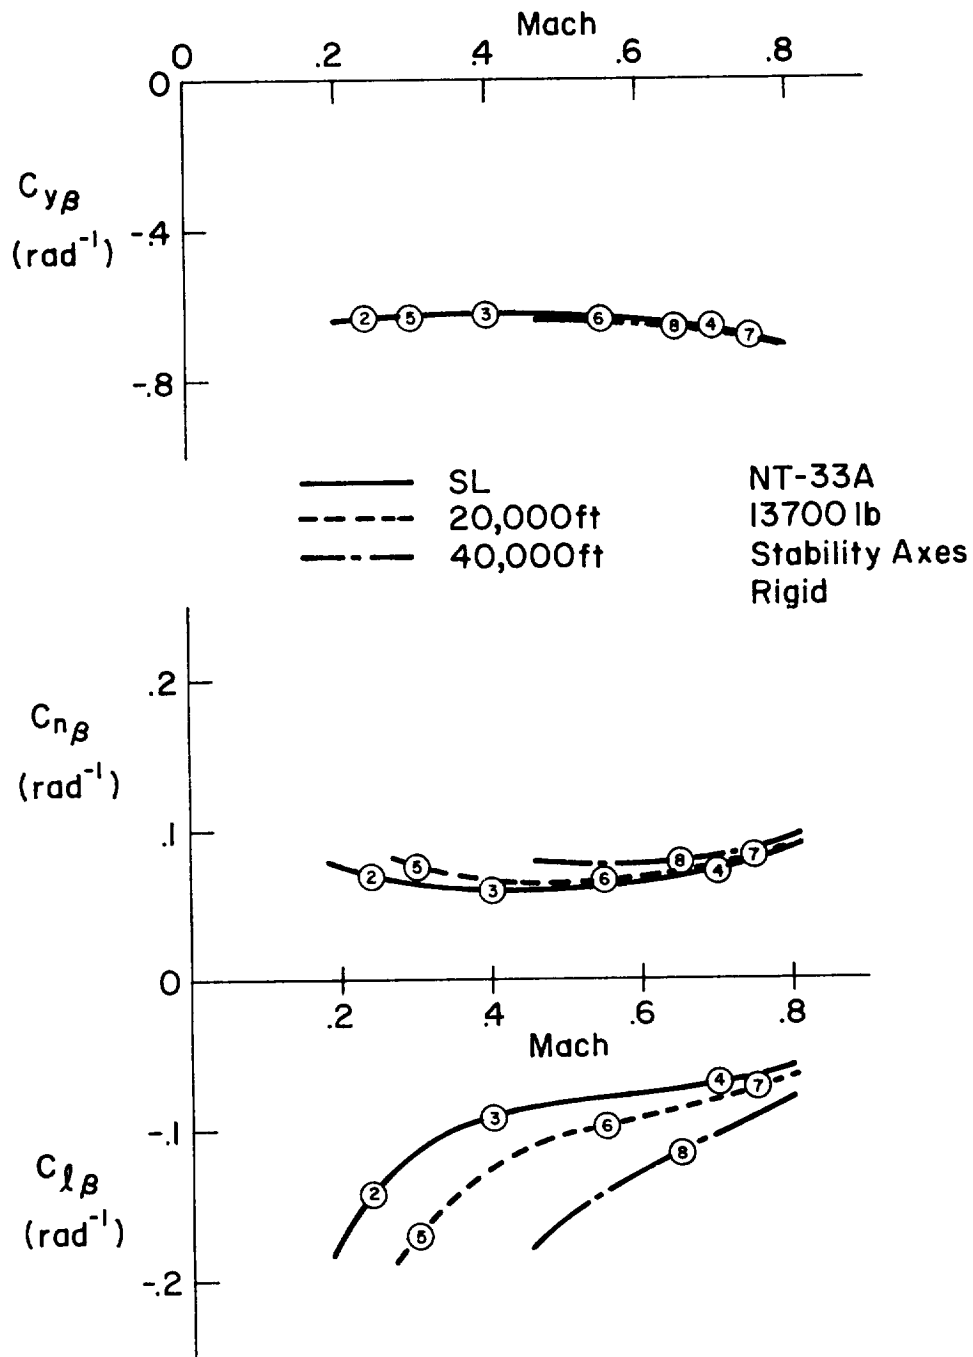 Mach
0 .2 .4 .6 .8
0
Cyβ
(rad⁻¹)
-.4
2 5 3 6 8 4 7
-.8
SL
20,000ft
40,000ft
NT-33A
13700 lb
Stability Axes
Rigid
.2
Cnβ
(rad⁻¹)
.1
2 5 3 6 8 4 7
0
.2 .4 .6 .8
Mach
4 7
3 6
-.1
8
Clβ
(rad⁻¹)
2
5
-.2